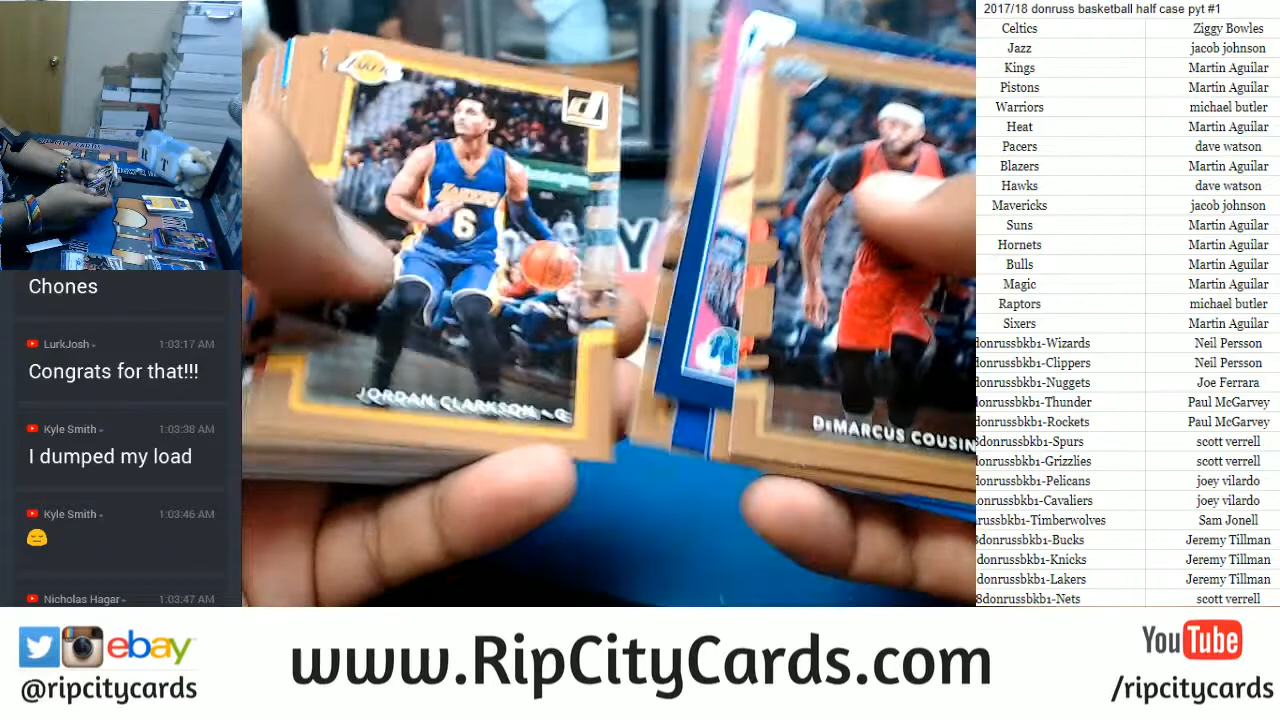 2017/18 donruss basketball half case pyt #1
Celtics Ziggy Bowles
Jazz jacob johnson
Kings Martin Aguilar
Pistons Martin Aguilar
Warriors michael butler
Heat Martin Aguilar
Pacers dave watson
Blazers Martin Aguilar
Hawks dave watson
Mavericks jacob johnson
Suns Martin Aguilar
Hornets Martin Aguilar
Bulls Martin Aguilar
Magic Martin Aguilar
Raptors michael butler
Sixers Martin Aguilar
donrussbkb1-Wizards Neil Persson
donrussbkb1-Clippers Neil Persson
donrussbkb1-Nuggets Joe Ferrara
donrussbkb1-Thunder Paul McGarvey
donrussbkb1-Rockets Paul McGarvey
donrussbkb1-Spurs scott verrell
donrussbkb1-Grizzlies scott verrell
donrussbkb1-Pelicans joey vilardo
donrussbkb1-Cavaliers joey vilardo
russbkb1-Timberwolves Sam Jonell
8donrussbkb1-Bucks Jeremy Tillman
donrussbkb1-Knicks Jeremy Tillman
donrussbkb1-Lakers Jeremy Tillman
8donrussbkb1-Nets scott verrell
Chones
LurkJosh 1:03:17 AM
Congrats for that!!!
Kyle Smith 1:03:38 AM
I dumped my load
Kyle Smith 1:03:46 AM
😔
Nicholas Hagar 1:03:47 AM
LAKERS
d
LAKERS
6
JORDAN CLARKSON - G
DeMARCUS COUSIN
Y
ebay
@ripcitycards
www.RipCityCards.com
YouTube
/ripcitycards